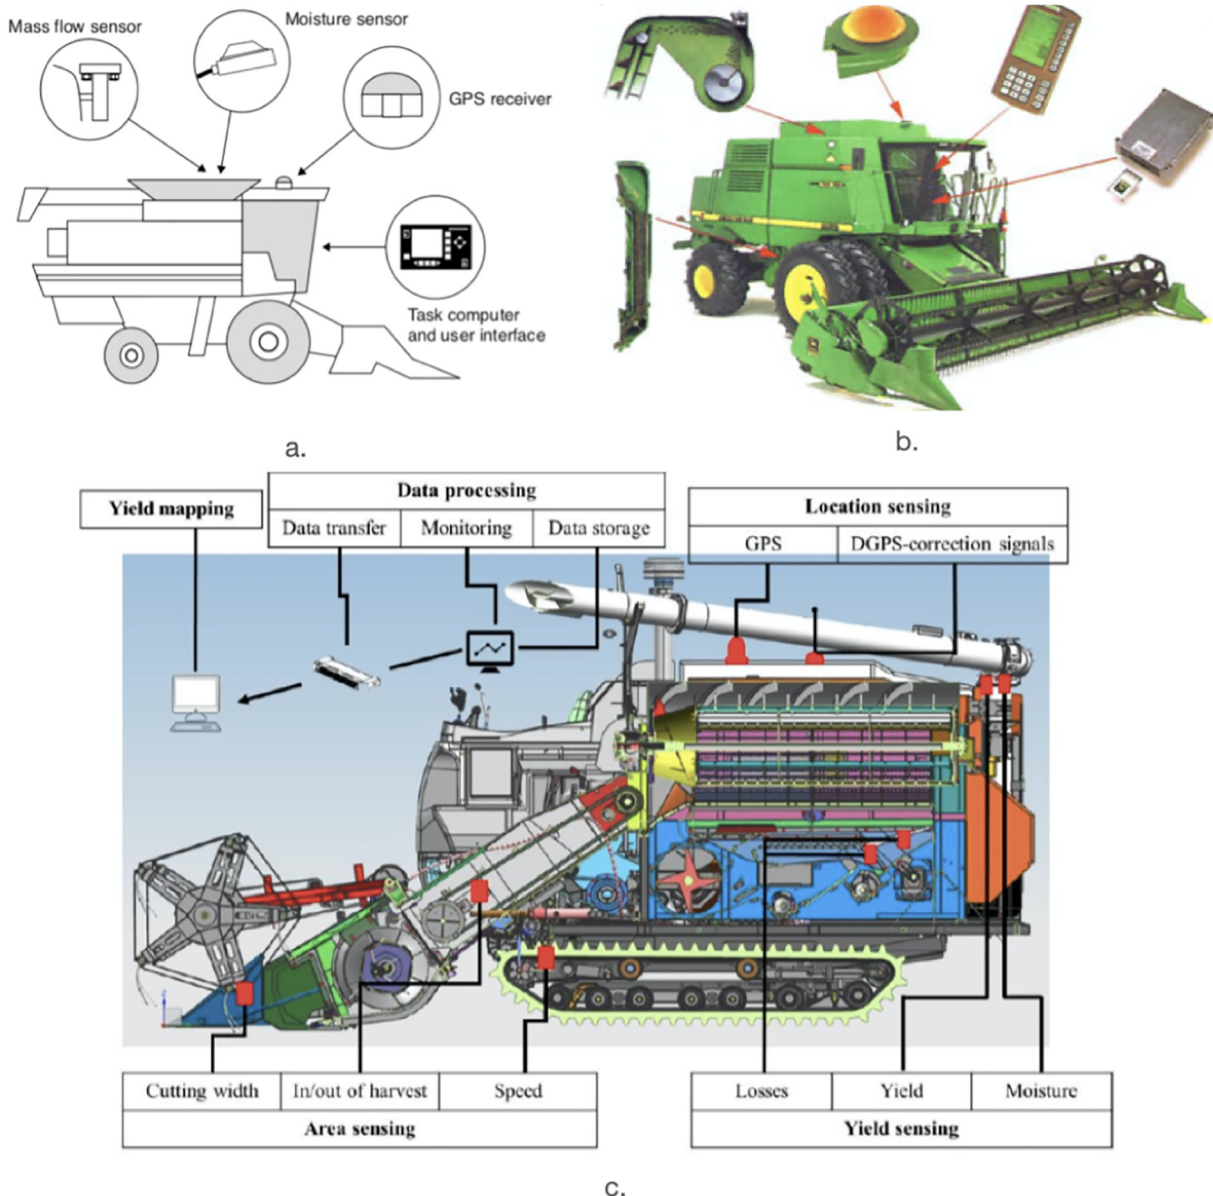 Mass flow sensor
Moisture sensor
GPS receiver
Task computer
and user interface
a.
b.
Yield mapping
Data processing
Data transfer
Monitoring
Data storage
Location sensing
GPS
DGPS-correction signals
Cutting width
In/out of harvest
Speed
Area sensing
Losses
Yield
Moisture
Yield sensing
c.